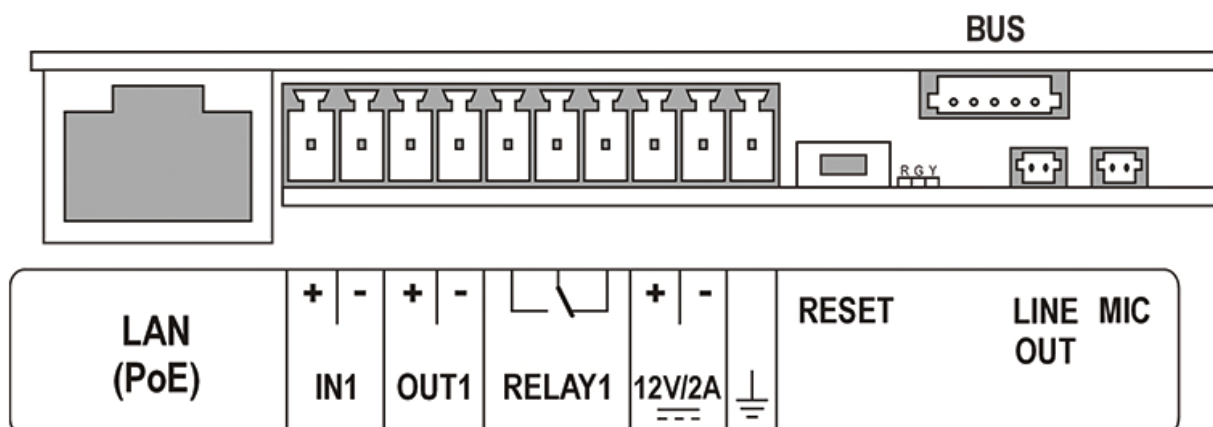 BUS
R G Y
+ - + - + -
RESET
LINE OUT
MIC
LAN
(PoE)
IN1
OUT1
RELAY1
12V/2A